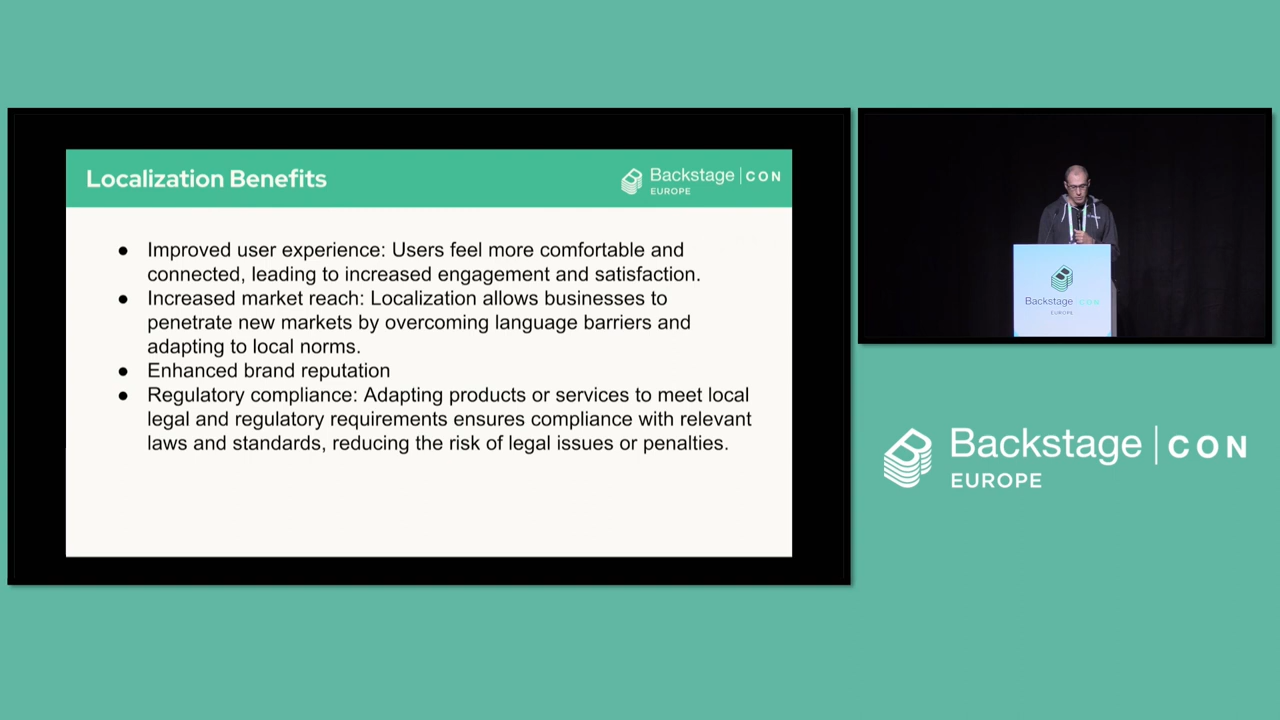 Localization Benefits
Backstage | CON
EUROPE
● Improved user experience: Users feel more comfortable and
connected, leading to increased engagement and satisfaction.
● Increased market reach: Localization allows businesses to
penetrate new markets by overcoming language barriers and
adapting to local norms.
● Enhanced brand reputation
● Regulatory compliance: Adapting products or services to meet local
legal and regulatory requirements ensures compliance with relevant
laws and standards, reducing the risk of legal issues or penalties.
Backstage | CON
EUROPE
Backstage | CON
EUROPE